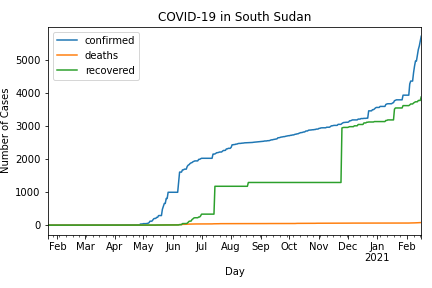 COVID-19 in South Sudan
confirmed
deaths
recovered
Number of Cases
5000
4000
3000
2000
1000
0
Feb Mar Apr May Jun Jul Aug Sep Oct Nov Dec Jan Feb
2021
Day